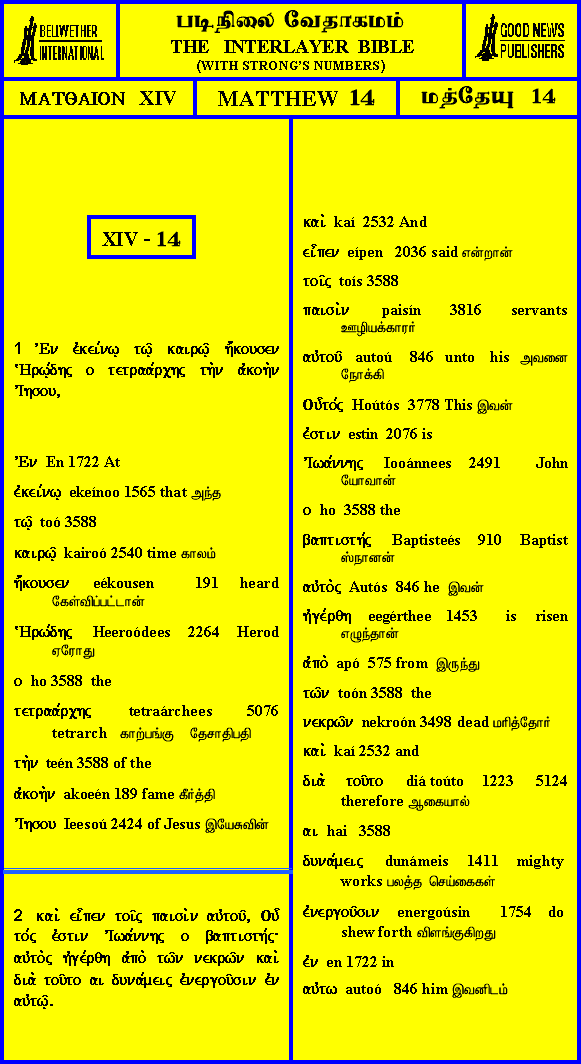 BELLWETHER
INTERNATIONAL
படிநிலை வேதாகமம்
THE INTERLAYER BIBLE
(WITH STRONG'S NUMBERS)
GOOD NEWS
PUBLISHERS
ΜΑΤΘΑΙΟΝ XIV
MATTHEW 14
மத்தேயு 14
XIV - 14
1 Ἐν ἐκείνῳ τῷ καιρῷ ἤκουσεν
Ἡρῴδης ο τετραάρχης τὴν ἀκοὴν
Ἰησου,
Ἐν En 1722 At
ἐκείνῳ ekeínoo 1565 that அந்த
τῷ toó 3588
καιρῷ kairoó 2540 time காலம்
ἤκουσεν eékousen 191 heard
கேள்விப்பட்டான்
Ἡρώδης Heeroódees 2264 Herod
ஏரோது
ο ho 3588 the
τετραάρχης tetraárchees 5076
tetrarch காற்பங்கு தேசாதிபதி
τὴν teén 3588 of the
ἀκοὴν akoeén 189 fame கீர்த்தி
Ἰησου Ieesoú 2424 of Jesus இயேசுவின்
2 καὶ εἶπεν τοῖς παισὶν αὐτοῦ, Οὗ
τός ἐστιν Ἰωάννης ο βαπτιστής·
αὐτὸς ἠγέρθη ἀπὸ τῶν νεκρῶν καὶ
διὰ τοῦτο αι δυνάμεις ἐνεργοῦσιν ἐν
αὐτῷ.
καὶ kaí 2532 And
εἶπεν eípen 2036 said என்றான்
τοῖς toís 3588
παισὶν paisín 3816 servants
ஊழியக்காரர்
αὐτοῦ autoú 846 unto his அவனை
நோக்கி
Οὗτός Hoútós 3778 This இவன்
ἐστιν estin 2076 is
Ἰωάννης Iooánnees 2491 John
யோவான்
ο ho 3588 the
βαπτιστής Baptisteés 910 Baptist
ஸ்நானன்
αὐτὸς Autós 846 he இவன்
ἠγέρθη eegérthee 1453 is risen
எழுந்தான்
ἀπὸ apó 575 from இருந்து
τῶν toón 3588 the
νεκρῶν nekroón 3498 dead மரித்தோர்
καὶ kaí 2532 and
διὰ τοῦτο diá toúto 1223 5124
therefore ஆகையால்
αι hai 3588
δυνάμεις dunámeis 1411 mighty
works பலத்த செய்கைகள்
ἐνεργοῦσιν energoúsin 1754 do
shew forth விளங்குகிறது
ἐν en 1722 in
αὐτω autoó 846 him இவனிடம்